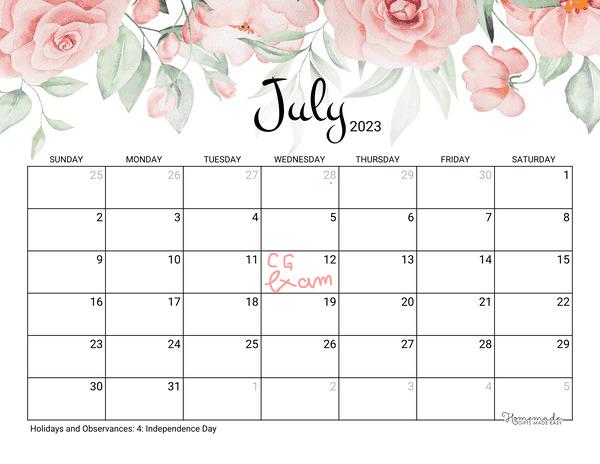 July 2023
SUNDAY MONDAY TUESDAY WEDNESDAY THURSDAY FRIDAY SATURDAY
25 26 27 28 29 30 1
2 3 4 5 6 7 8
9 10 11 CG 12 13 14 15
Exam
16 17 18 19 20 21 22
23 24 25 26 27 28 29
30 31 1 2 3 4 5
Homemade
GIFTS MADE EASY
Holidays and Observances: 4: Independence Day